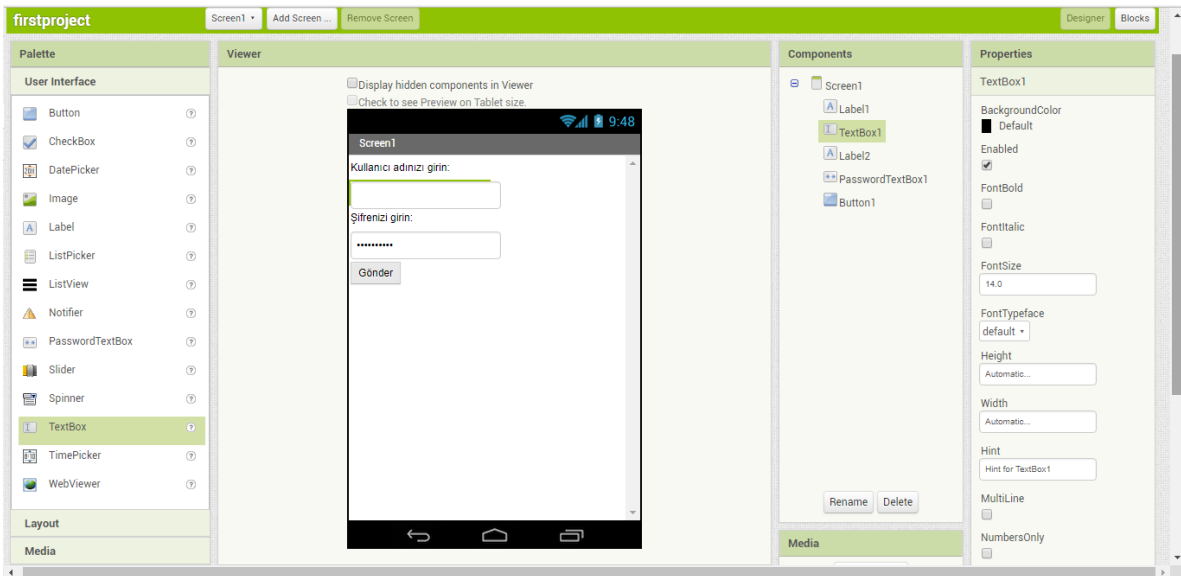 firstproject
Screen1
Add Screen ...
Remove Screen
Designer
Blocks
Palette
User Interface
Button
CheckBox
DatePicker
Image
Label
ListPicker
ListView
Notifier
PasswordTextBox
Slider
Spinner
TextBox
TimePicker
WebViewer
Layout
Media
Viewer
Display hidden components in Viewer
Check to see Preview on Tablet size.
9:48
Screen1
Kullanıcı adınızı girin:
Şifrenizi girin:
••••••••••
Gönder
Components
Screen1
Label1
TextBox1
Label2
PasswordTextBox1
Button1
Rename
Delete
Media
Properties
TextBox1
BackgroundColor
Default
Enabled
FontBold
FontItalic
FontSize
14.0
FontTypeface
default
Height
Automatic...
Width
Automatic...
Hint
Hint for TextBox1
MultiLine
NumbersOnly